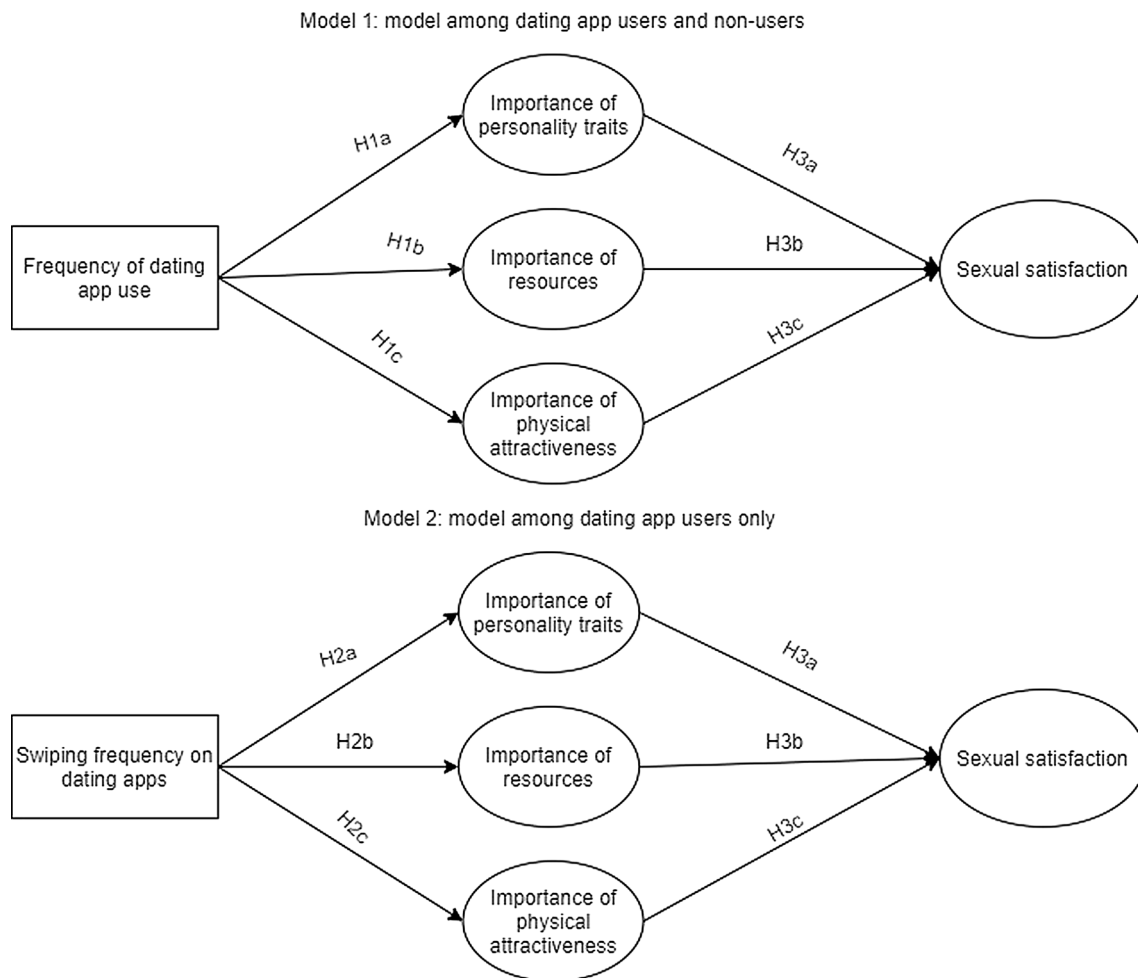 Model 1: model among dating app users and non-users
Importance of
personality traits
H1a
H3a
Frequency of dating
app use
H1b
Importance of
resources
H3b
Sexual satisfaction
H1c
H3c
Importance of
physical
attractiveness
Model 2: model among dating app users only
Importance of
personality traits
H2a
H3a
Swiping frequency on
dating apps
H2b
Importance of
resources
H3b
Sexual satisfaction
H2c
H3c
Importance of
physical
attractiveness